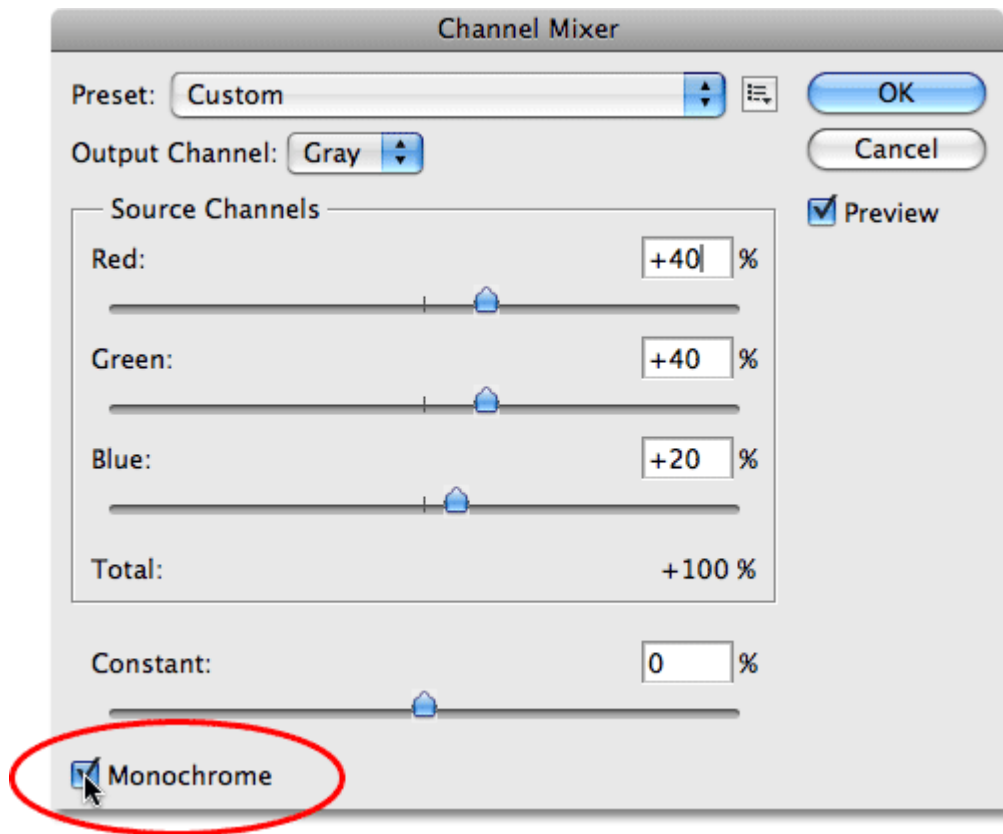 Channel Mixer
Preset: Custom
OK
Output Channel: Gray
Cancel
Source Channels
Preview
Red: +40 %
Green: +40 %
Blue: +20 %
Total: +100 %
Constant: 0 %
Monochrome